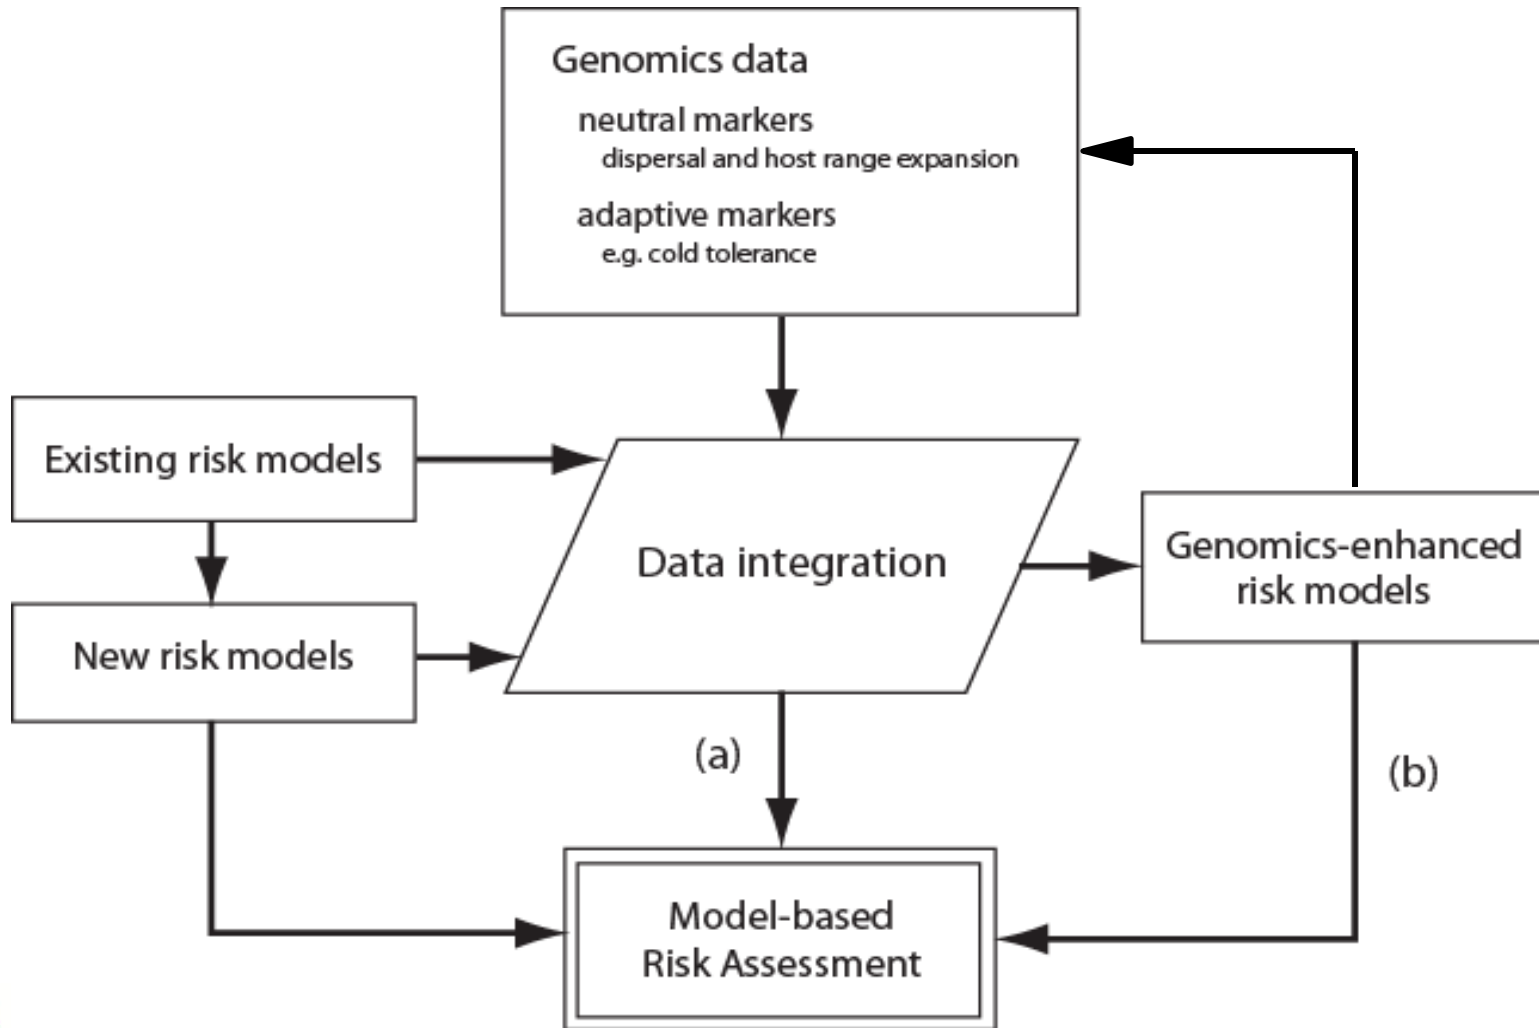 Genomics data
neutral markers
dispersal and host range expansion
adaptive markers
e.g. cold tolerance
Existing risk models
Data integration
Genomics-enhanced
risk models
New risk models
(a)
(b)
Model-based
Risk Assessment